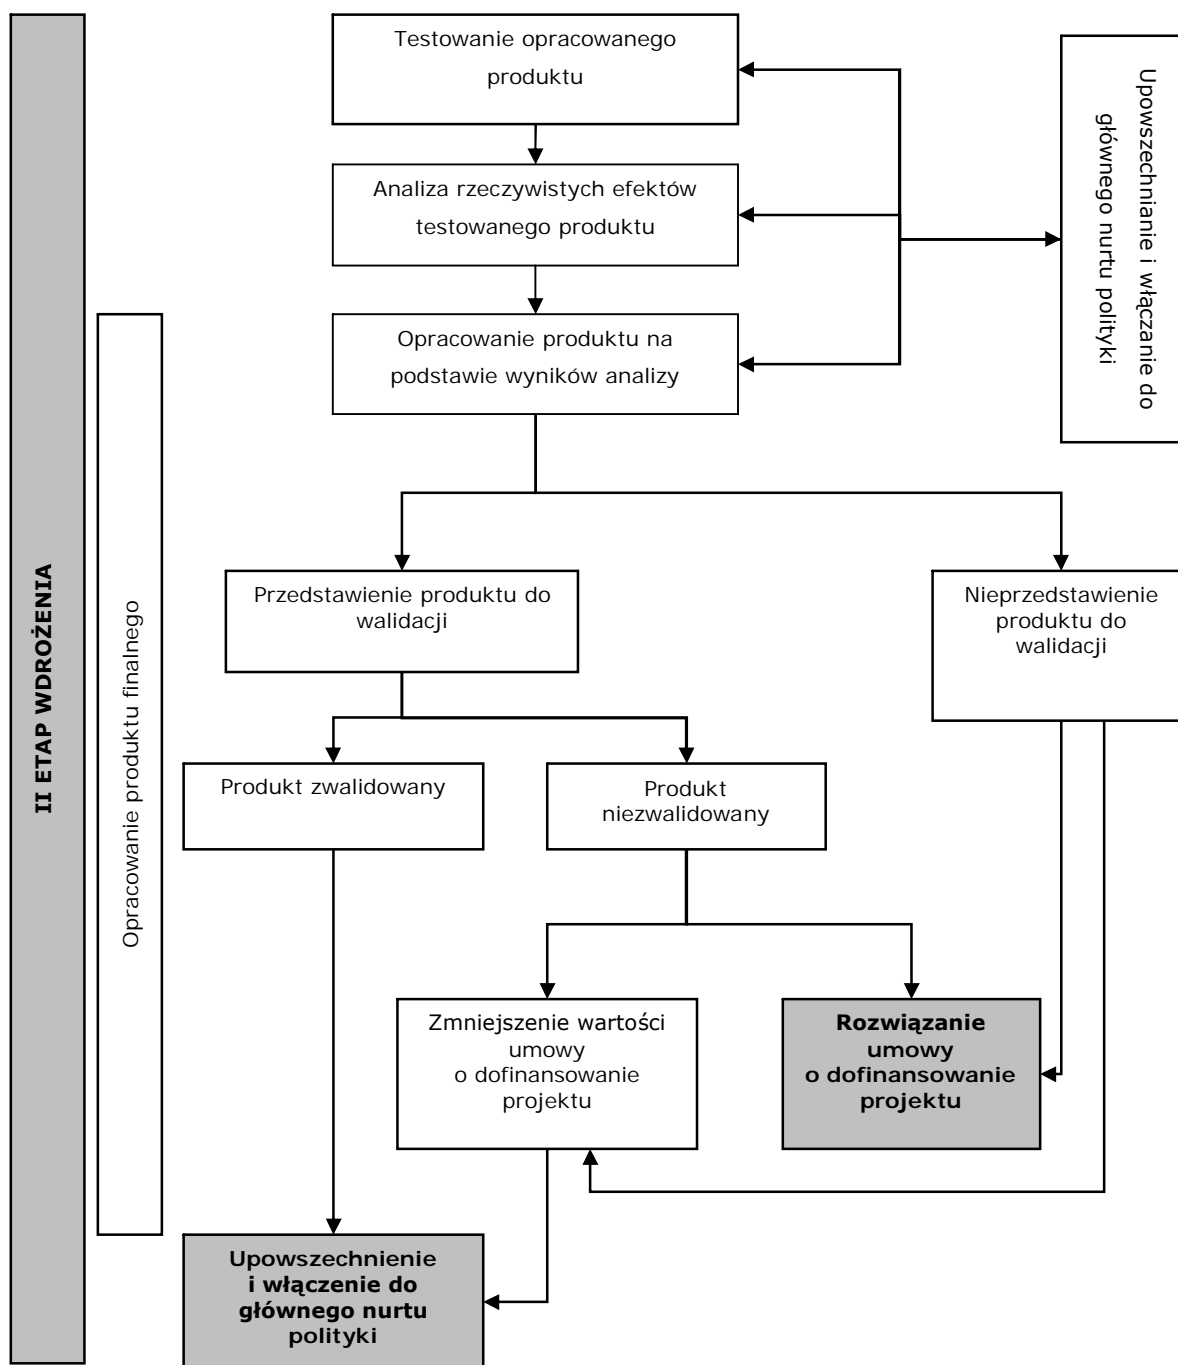 Testowanie opracowanego
produktu
Upowszechnianie i włączanie do
głównego nurtu polityki
Analiza rzeczywistych efektów
testowanego produktu
Opracowanie produktu na
podstawie wyników analizy
II ETAP WDROŻENIA
Opracowanie produktu finalnego
Przedstawienie produktu do
walidacji
Nieprzedstawienie
produktu do
walidacji
Produkt zwalidowany
Produkt
niezwalidowany
Zmniejszenie wartości
umowy
o dofinansowanie
projektu
Rozwiązanie
umowy
o dofinansowanie
projektu
Upowszechnienie
i włączenie do
głównego nurtu
polityki